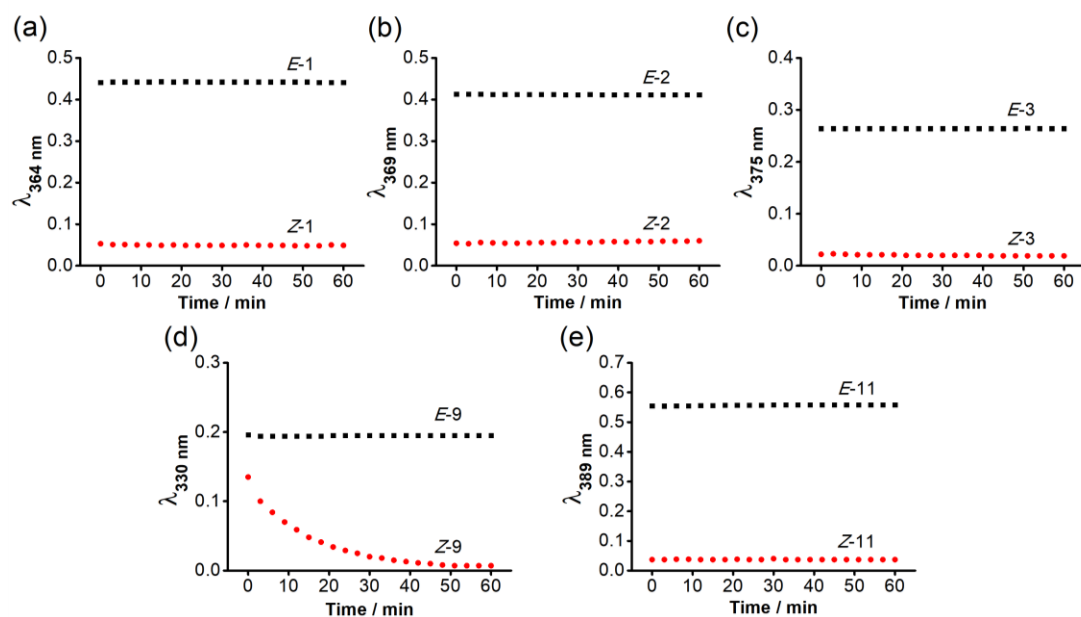 (a)
0.5
0.4
0.3
0.2
0.1
0.0
λ364 nm
E-1
Z-1
0 10 20 30 40 50 60
Time / min
(b)
0.5
0.4
0.3
0.2
0.1
0.0
λ369 nm
E-2
Z-2
0 10 20 30 40 50 60
Time / min
(c)
0.4
0.3
0.2
0.1
0.0
λ375 nm
E-3
Z-3
0 10 20 30 40 50 60
Time / min
(d)
0.3
0.2
0.1
0.0
λ330 nm
E-9
Z-9
0 10 20 30 40 50 60
Time / min
(e)
0.7
0.6
0.5
0.4
0.3
0.2
0.1
0.0
λ389 nm
E-11
Z-11
0 10 20 30 40 50 60
Time / min